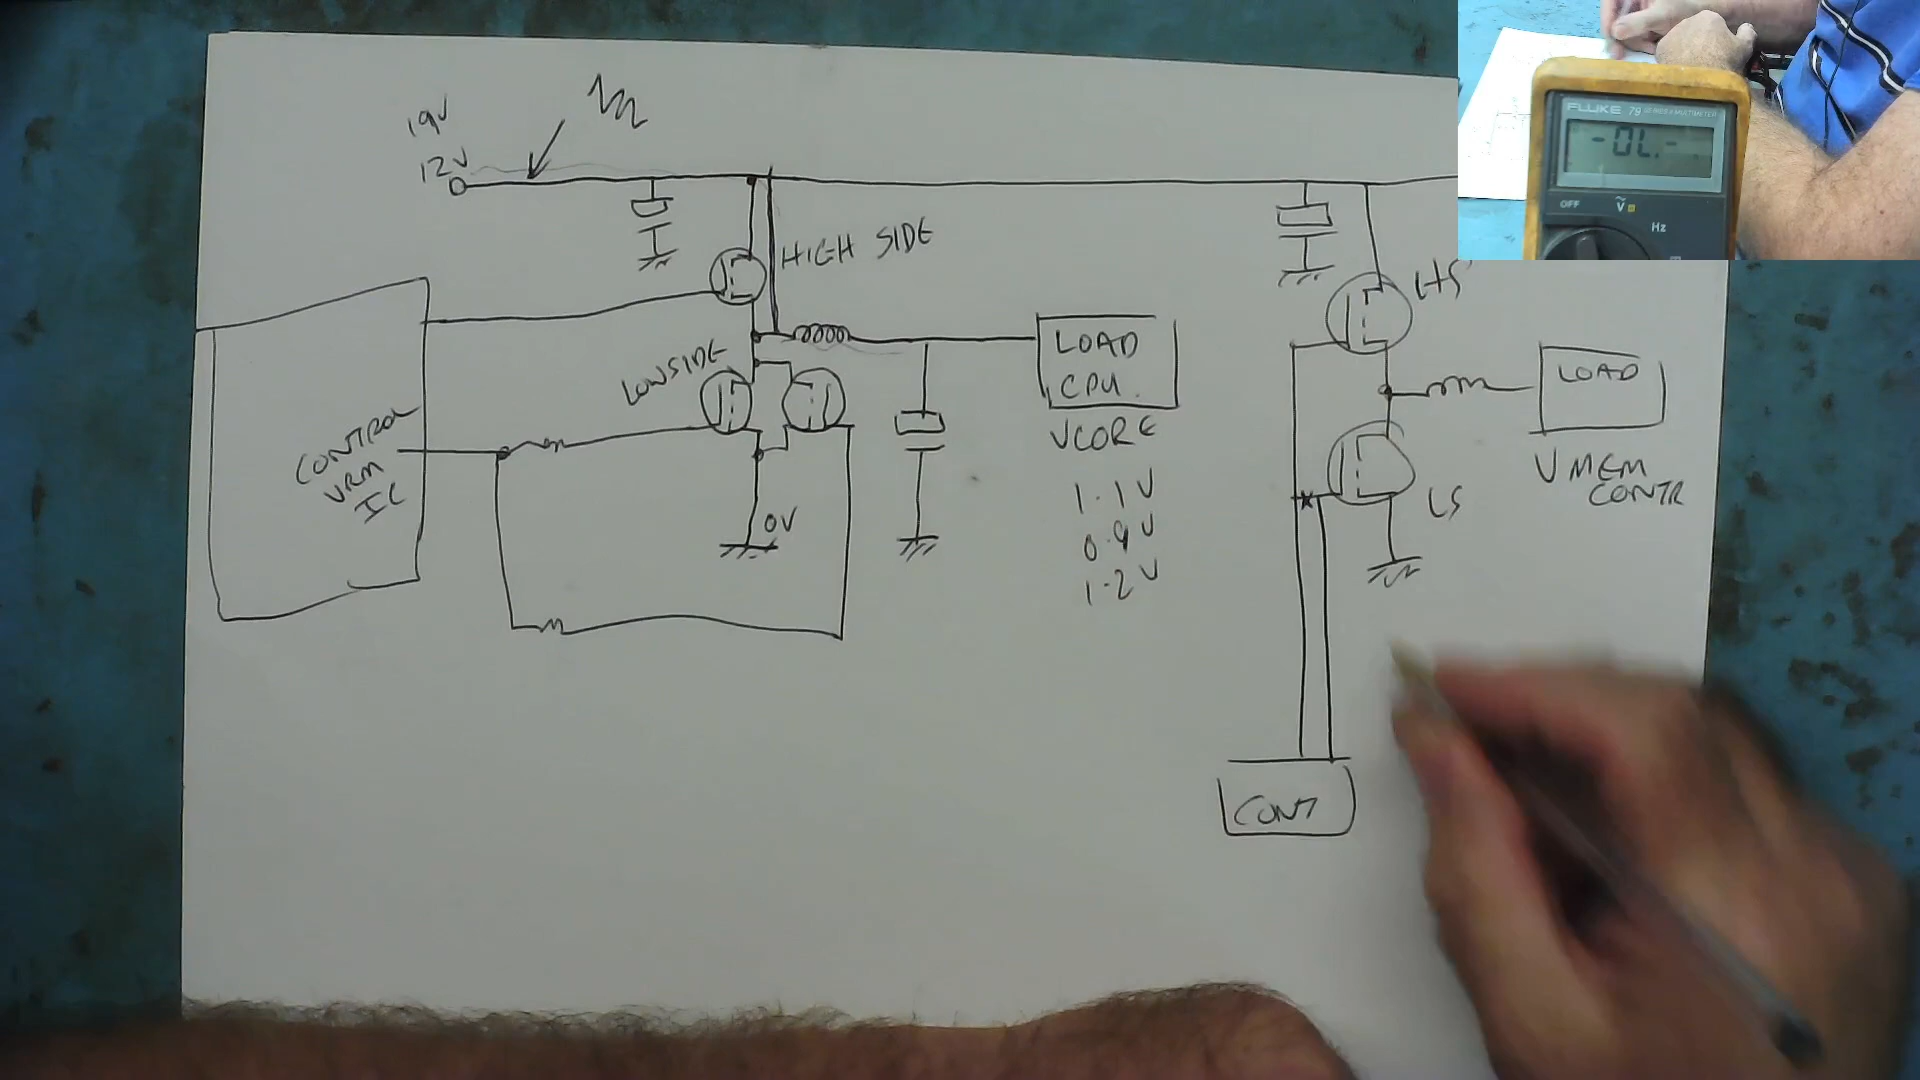 19V
12V
HIGH SIDE
LOWSIDE
CONTROL
VRM
IC
0V
LOAD
CPU.
VCORE
1.1V
0.9V
1.2V
HS
LOAD
VMEM
CONTR
LS
CONT
FLUKE 79
-OL.-
OFF
V
Hz